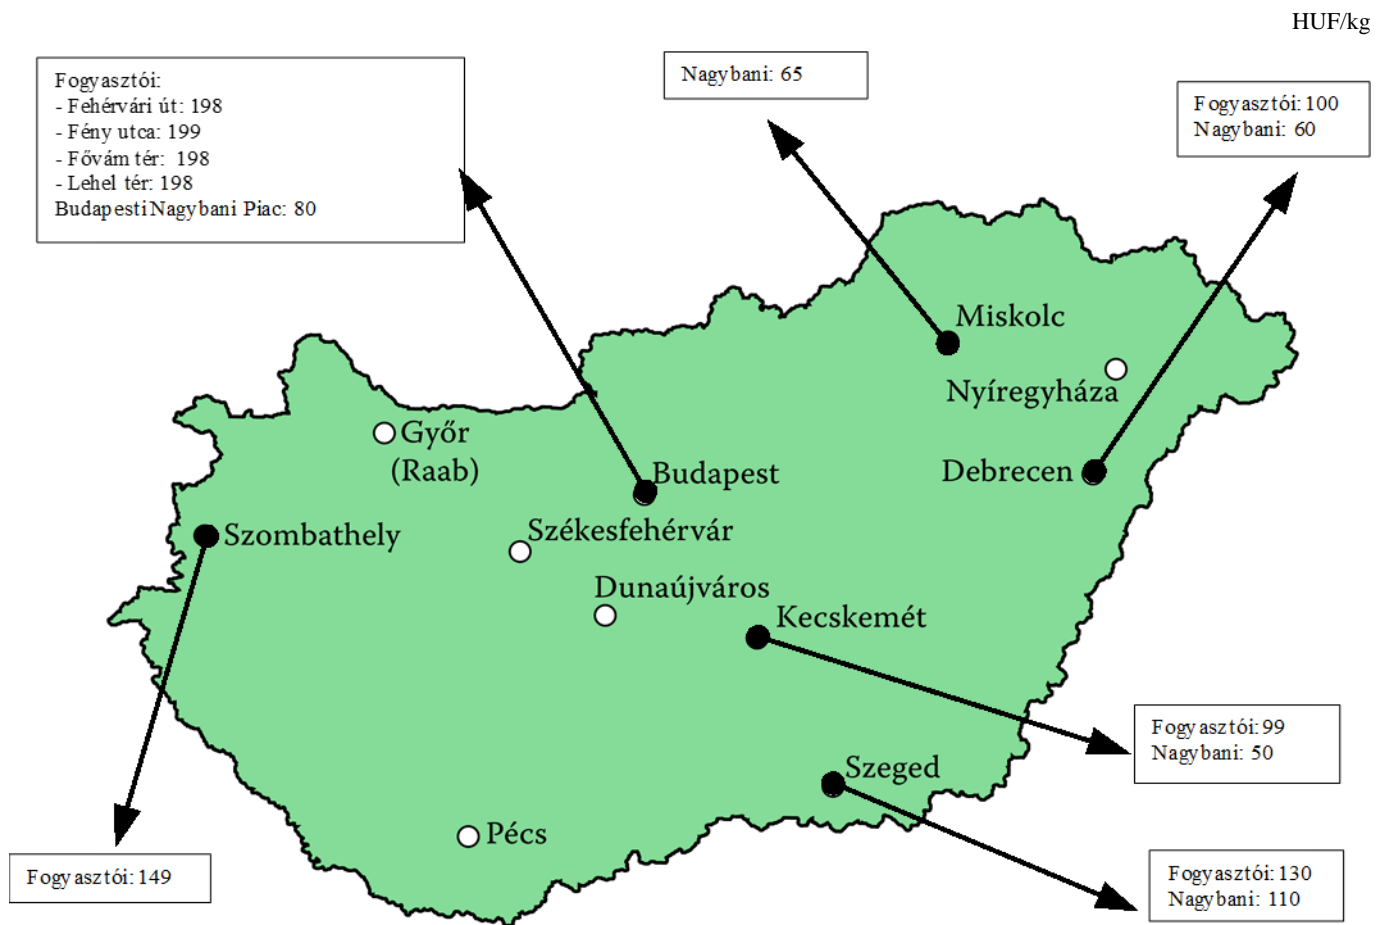 HUF/kg
Fogyasztói:
- Fehérvári út: 198
- Fény utca: 199
- Fővám tér: 198
- Lehel tér: 198
Budapesti Nagybani Piac: 80
Nagybani: 65
Fogyasztói: 100
Nagybani: 60
Miskolc
Nyíregyháza
Győr
(Raab)
Budapest
Debrecen
Szombathely
Székesfehérvár
Dunaújváros
Kecskemét
Fogyasztói: 99
Nagybani: 50
Szeged
Pécs
Fogyasztói: 149
Fogyasztói: 130
Nagybani: 110